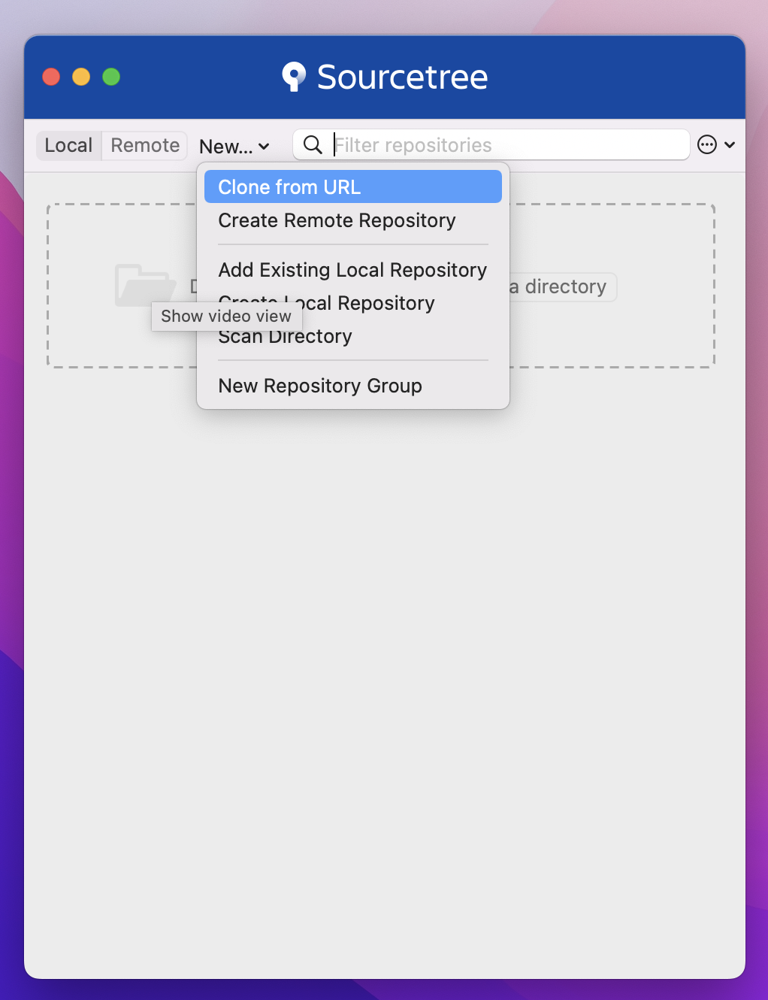 Sourcetree
Local
Remote
New...
Filter repositories
Clone from URL
Create Remote Repository
Add Existing Local Repository
a directory
Create Local Repository
Show video view
Scan Directory
New Repository Group